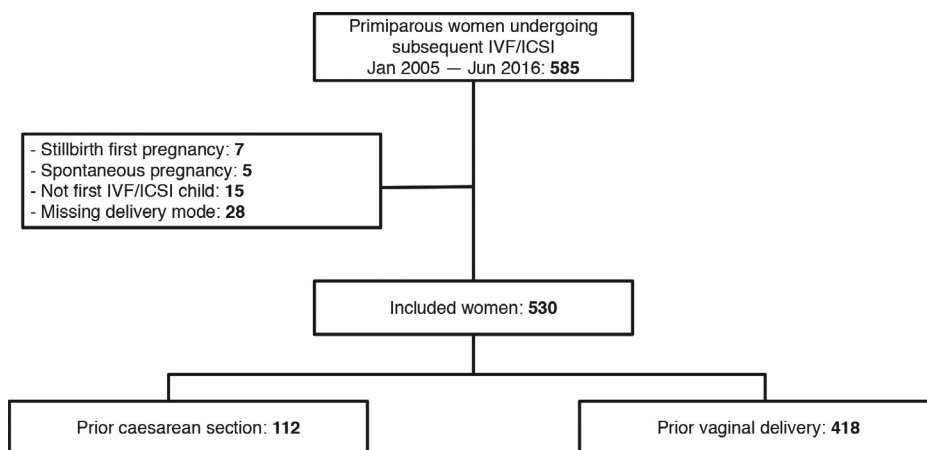 Primiparous women undergoing
subsequent IVF/ICSI
Jan 2005 — Jun 2016: 585
- Stillbirth first pregnancy: 7
- Spontaneous pregnancy: 5
- Not first IVF/ICSI child: 15
- Missing delivery mode: 28
Included women: 530
Prior caesarean section: 112
Prior vaginal delivery: 418